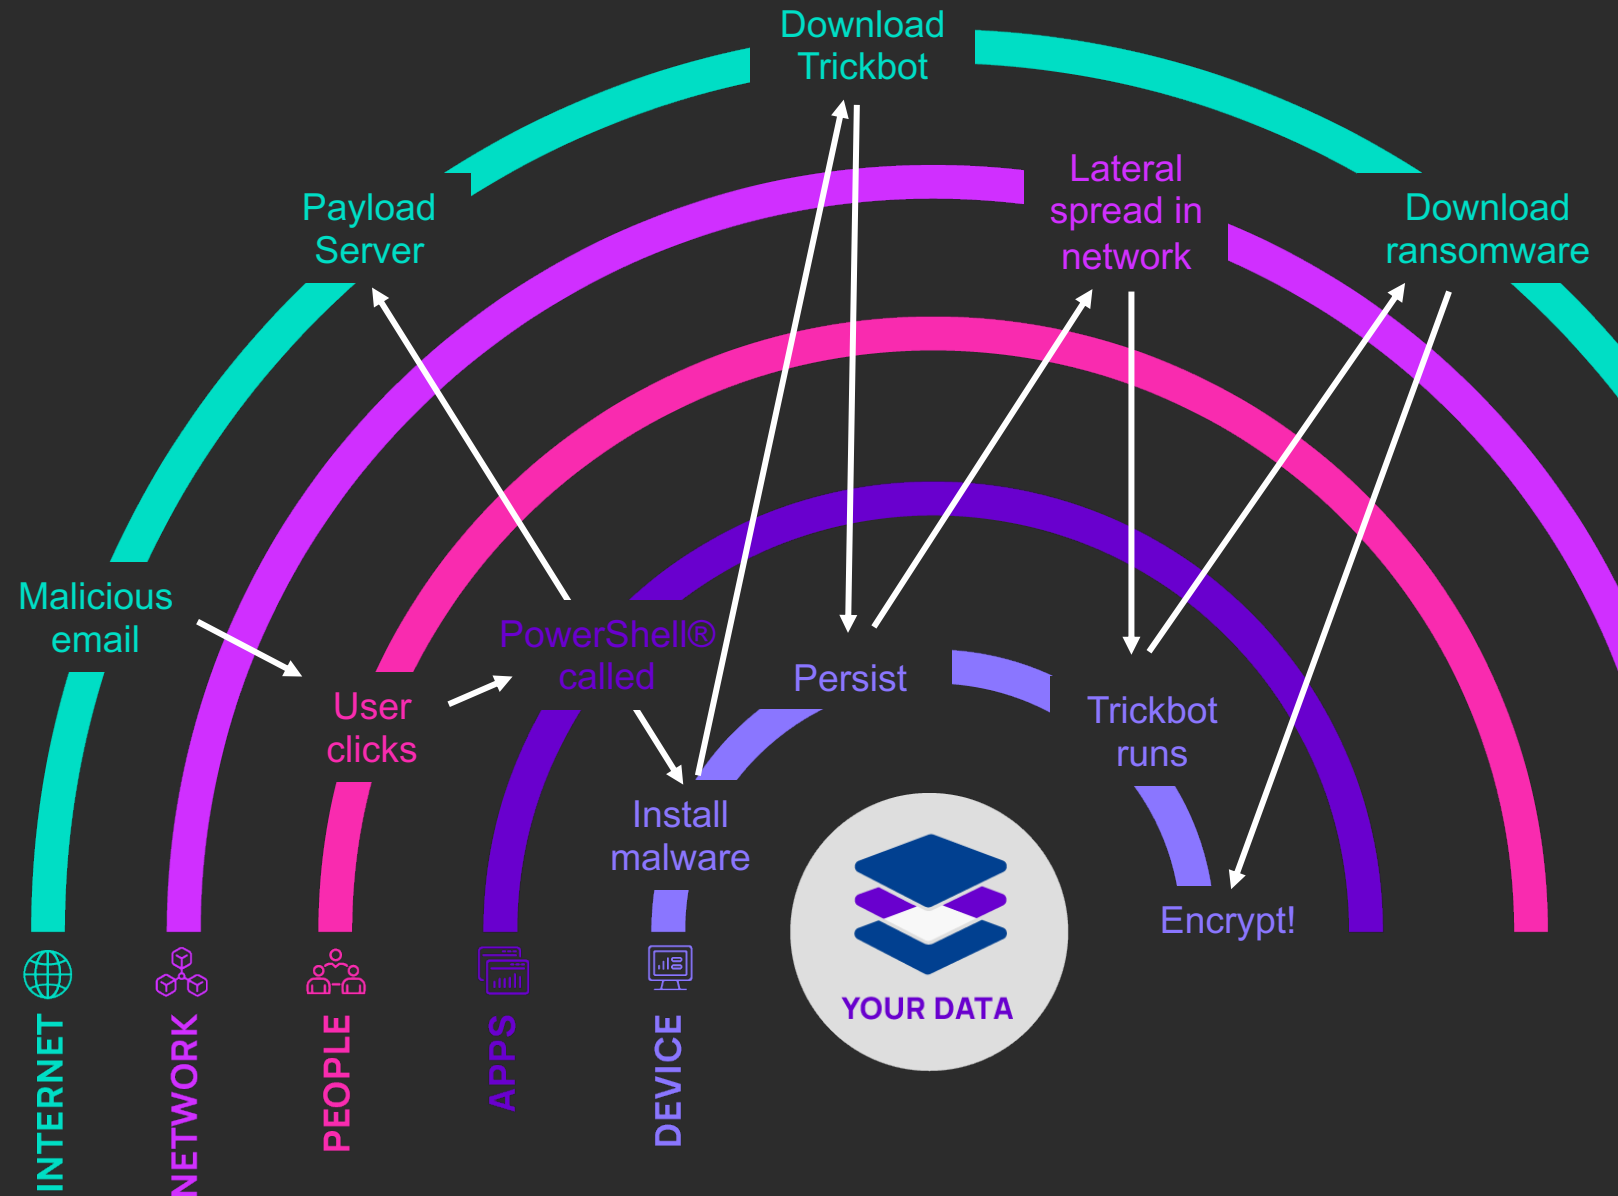 Download
Trickbot
Lateral
spread in
network
Payload
Server
Download
ransomware
Malicious
email
PowerShell®
called
Persist
User
clicks
Trickbot
runs
Install
malware
Encrypt!
YOUR DATA
INTERNET
NETWORK
PEOPLE
APPS
DEVICE